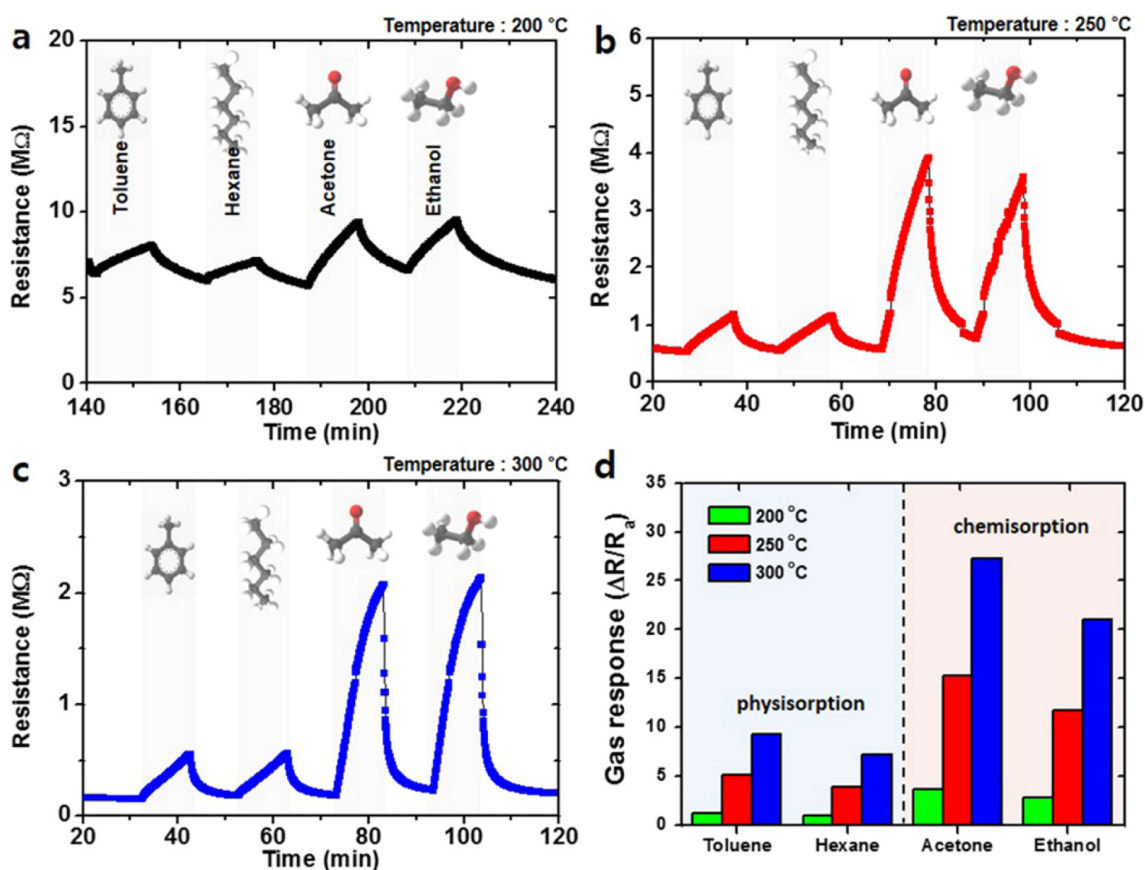 a
Temperature : 200 °C
Resistance (MΩ)
20
15
10
5
0
Toluene
Hexane
Acetone
Ethanol
140 160 180 200 220 240
Time (min)
b
Temperature : 250 °C
Resistance (MΩ)
6
5
4
3
2
1
0
20 40 60 80 100 120
Time (min)
c
Temperature : 300 °C
Resistance (MΩ)
3
2
1
0
20 40 60 80 100 120
Time (min)
d
Gas response (ΔR/Rₐ)
35
30
25
20
15
10
5
0
200 °C
250 °C
300 °C
physisorption
chemisorption
Toluene Hexane Acetone Ethanol